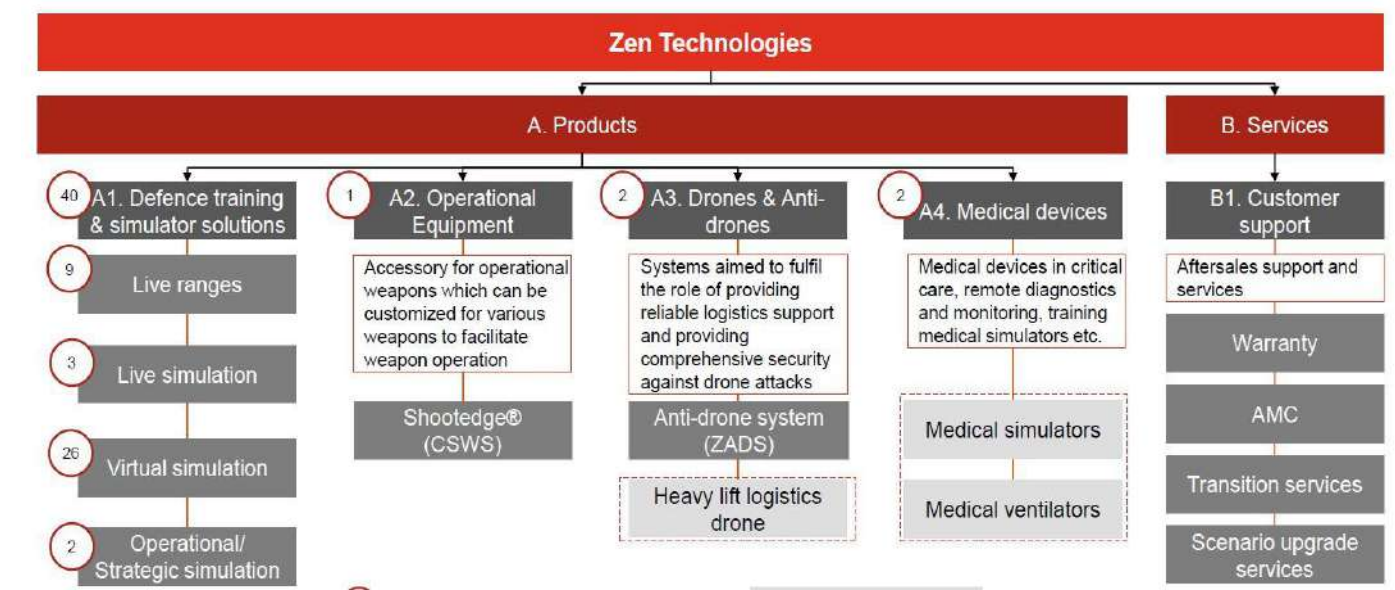 Zen Technologies
A. Products
B. Services
40
A1. Defence training
& simulator solutions
9
Live ranges
3
Live simulation
26
Virtual simulation
2
Operational/
Strategic simulation
1
A2. Operational
Equipment
Accessory for operational
weapons which can be
customized for various
weapons to facilitate
weapon operation
Shootedge®
(CSWS)
2
A3. Drones & Anti-
drones
Systems aimed to fulfil
the role of providing
reliable logistics support
and providing
comprehensive security
against drone attacks
Anti-drone system
(ZADS)
Heavy lift logistics
drone
2
A4. Medical devices
Medical devices in critical
care, remote diagnostics
and monitoring, training
medical simulators etc.
Medical simulators
Medical ventilators
B1. Customer
support
Aftersales support and
services
Warranty
AMC
Transition services
Scenario upgrade
services